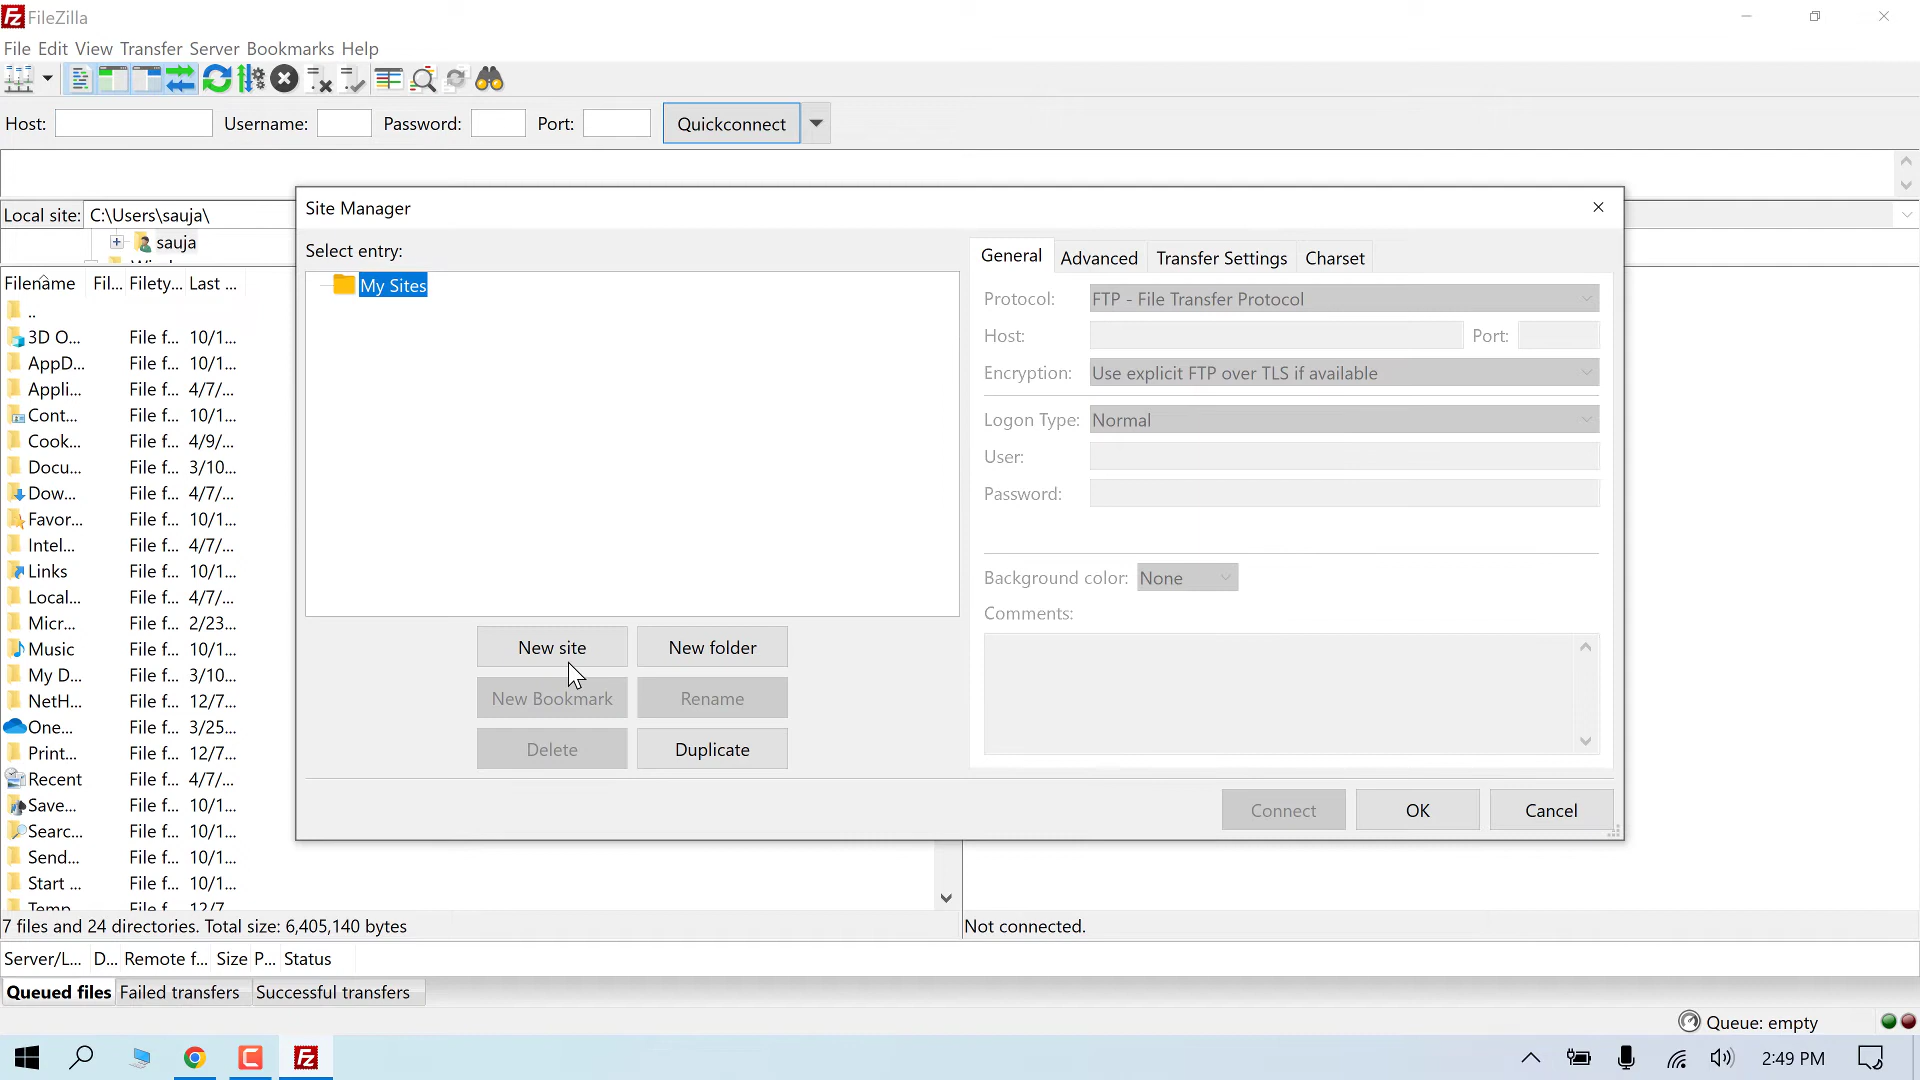 FileZilla
File Edit View Transfer Server Bookmarks Help
Host: Username: Password: Port: Quickconnect
Local site: C:\Users\sauja\
sauja
Filename Fil... Filety... Last ...
..
3D O... File f... 10/1...
AppD... File f... 10/1...
Appli... File f... 4/7/...
Cont... File f... 10/1...
Cook... File f... 4/9/...
Docu... File f... 3/10...
Dow... File f... 4/7/...
Favor... File f... 10/1...
Intel... File f... 4/7/...
Links File f... 10/1...
Local... File f... 4/7/...
Micr... File f... 2/23...
Music File f... 10/1...
My D... File f... 3/10...
NetH... File f... 12/7...
One... File f... 3/25...
Print... File f... 12/7...
Recent File f... 4/7/...
Save... File f... 10/1...
Searc... File f... 10/1...
Send... File f... 10/1...
Start ... File f... 10/1...
Temp... File f... 12/7...
Site Manager
Select entry:
My Sites
New site New folder
New Bookmark Rename
Delete Duplicate
General Advanced Transfer Settings Charset
Protocol: FTP - File Transfer Protocol
Host: Port:
Encryption: Use explicit FTP over TLS if available
Logon Type: Normal
User:
Password:
Background color: None
Comments:
Connect OK Cancel
7 files and 24 directories. Total size: 6,405,140 bytes
Not connected.
Server/L... D... Remote f... Size P... Status
Queued files Failed transfers Successful transfers
Queue: empty
2:49 PM